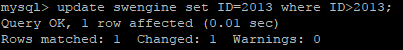 mysql> update swengine set ID=2013 where ID>2013;
Query OK, 1 row affected (0.01 sec)
Rows matched: 1  Changed: 1  Warnings: 0